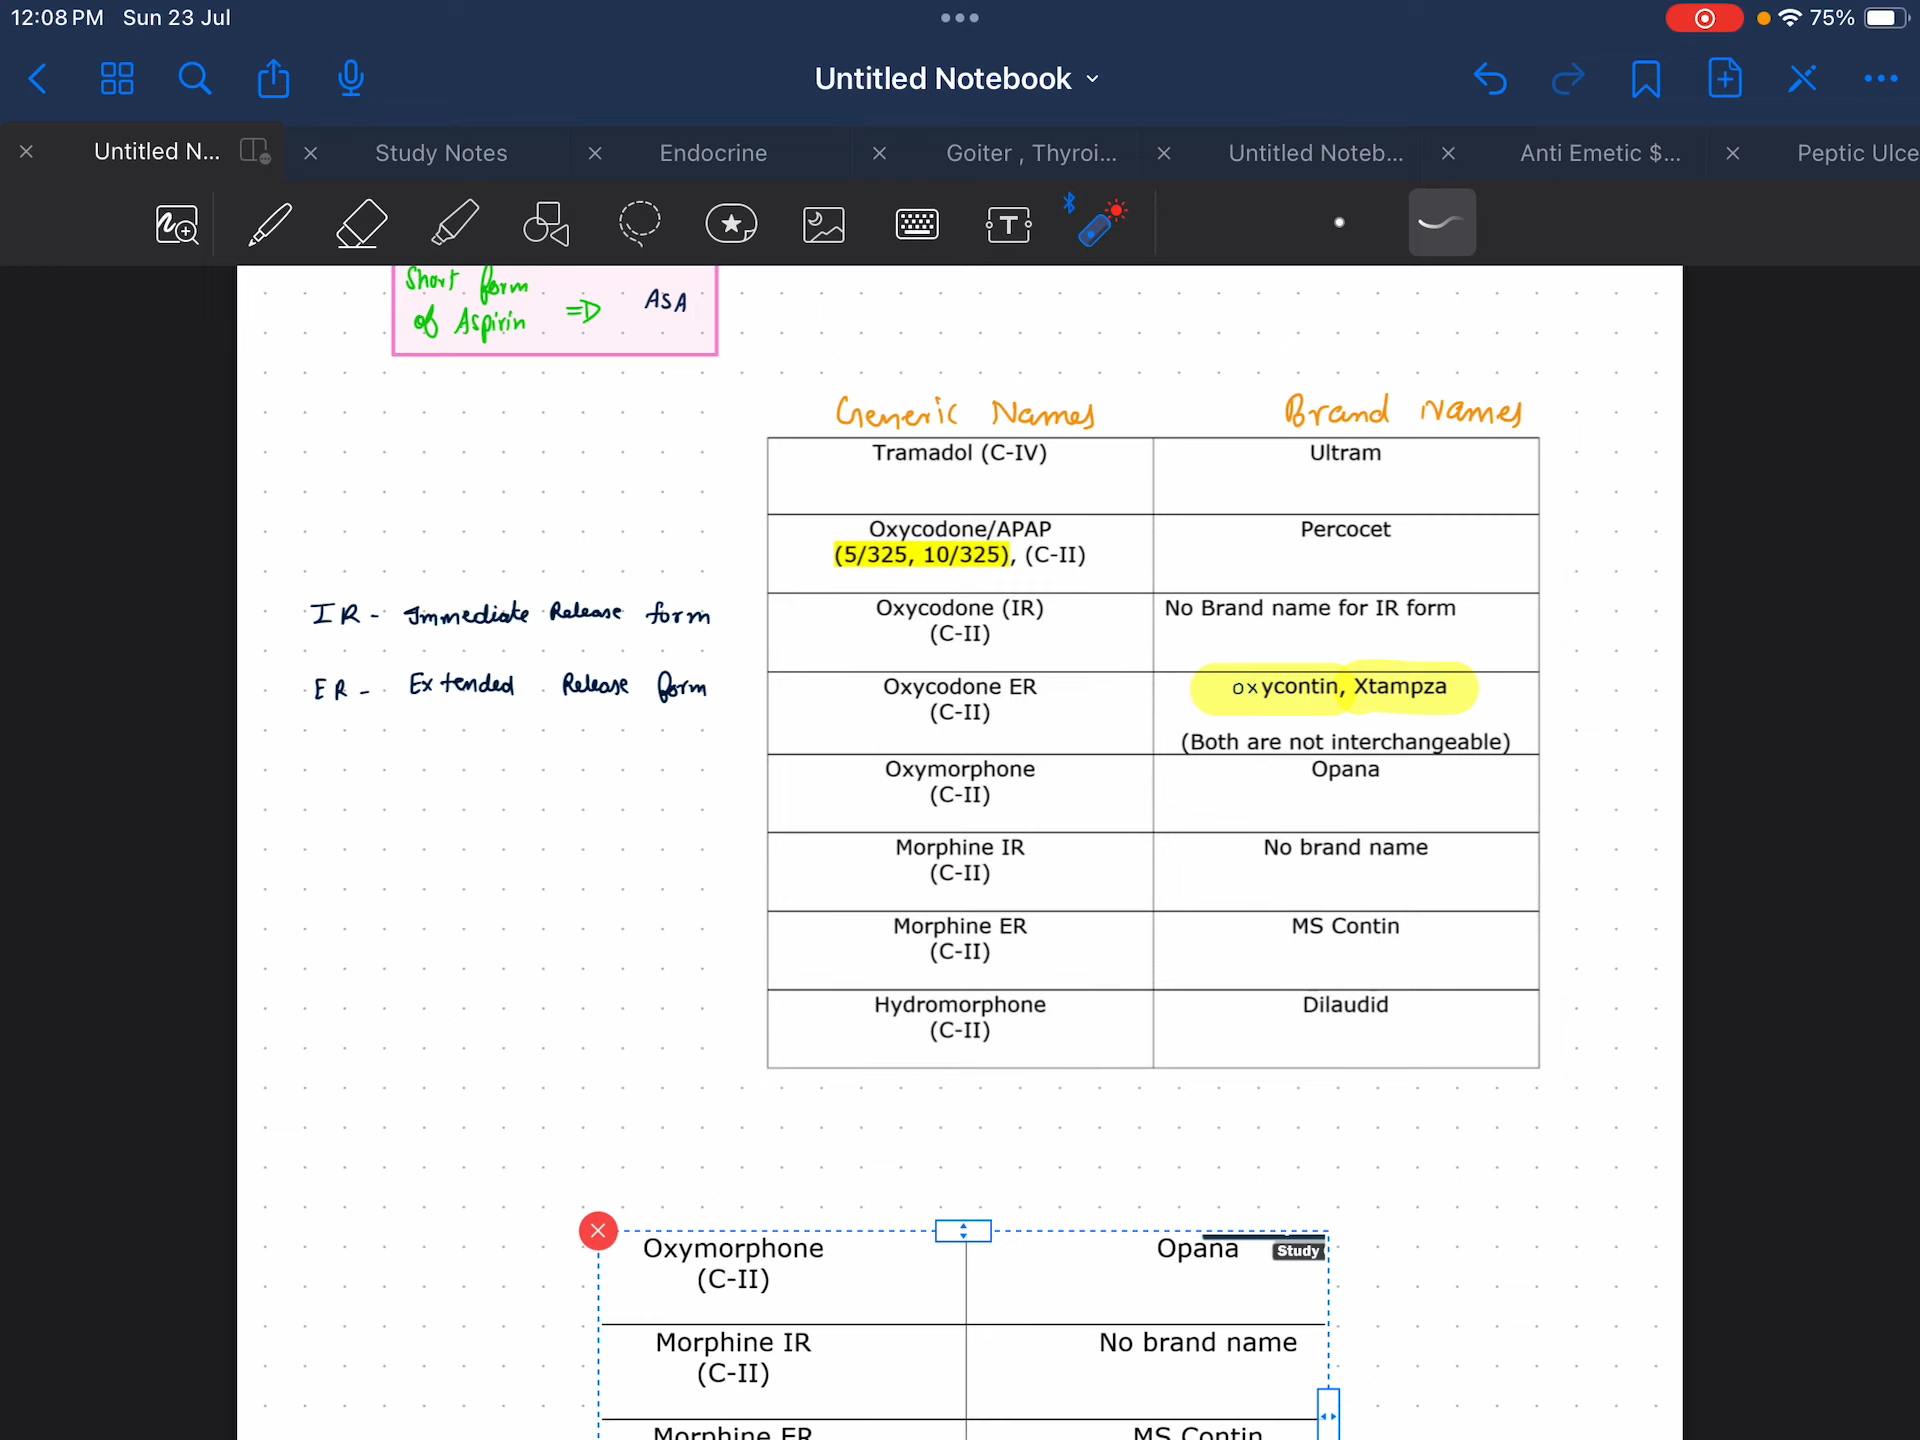 12:08 PM Sun 23 Jul
75%
Untitled Notebook
Untitled N...
Study Notes
Endocrine
Goiter , Thyroi...
Untitled Noteb...
Anti Emetic $...
Peptic Ulce
T
Short form
of Aspirin => ASA
Generic Names Brand Names
Tramadol (C-IV) Ultram
Oxycodone/APAP Percocet
(5/325, 10/325), (C-II)
IR - Immediate Release form
Oxycodone (IR) No Brand name for IR form
(C-II)
ER - Extended Release form
Oxycodone ER oxycontin, Xtampza
(C-II)
(Both are not interchangeable)
Oxymorphone Opana
(C-II)
Morphine IR No brand name
(C-II)
Morphine ER MS Contin
(C-II)
Hydromorphone Dilaudid
(C-II)
Oxymorphone Opana Study
(C-II)
Morphine IR No brand name
(C-II)
Morphine ER MS Contin